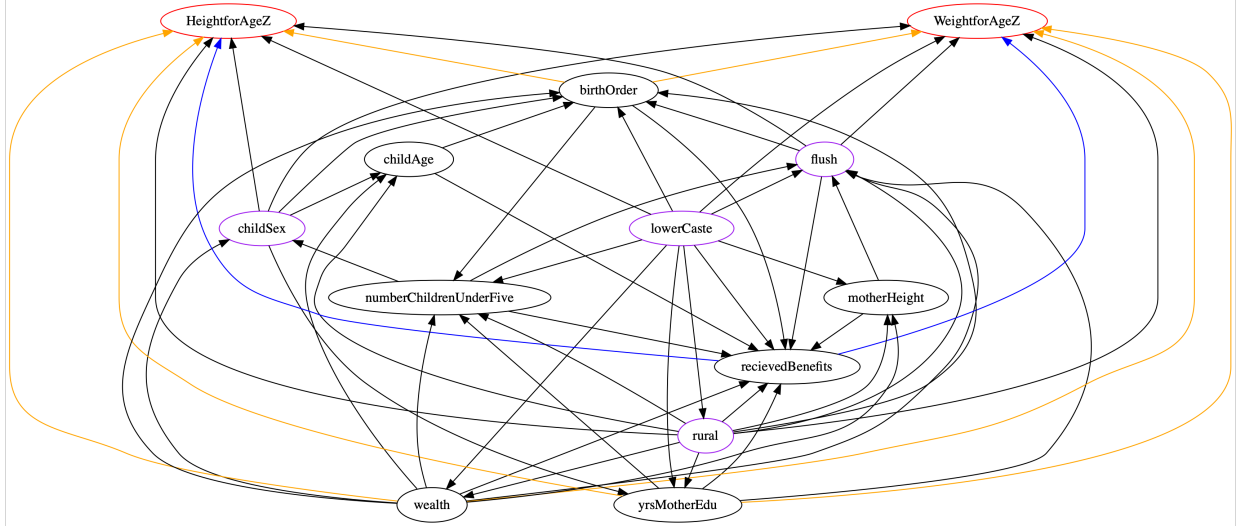 HeightforAgeZ
WeightforAgeZ
birthOrder
childAge
flush
childSex
lowerCaste
numberChildrenUnderFive
motherHeight
recievedBenefits
rural
wealth
yrsMotherEdu